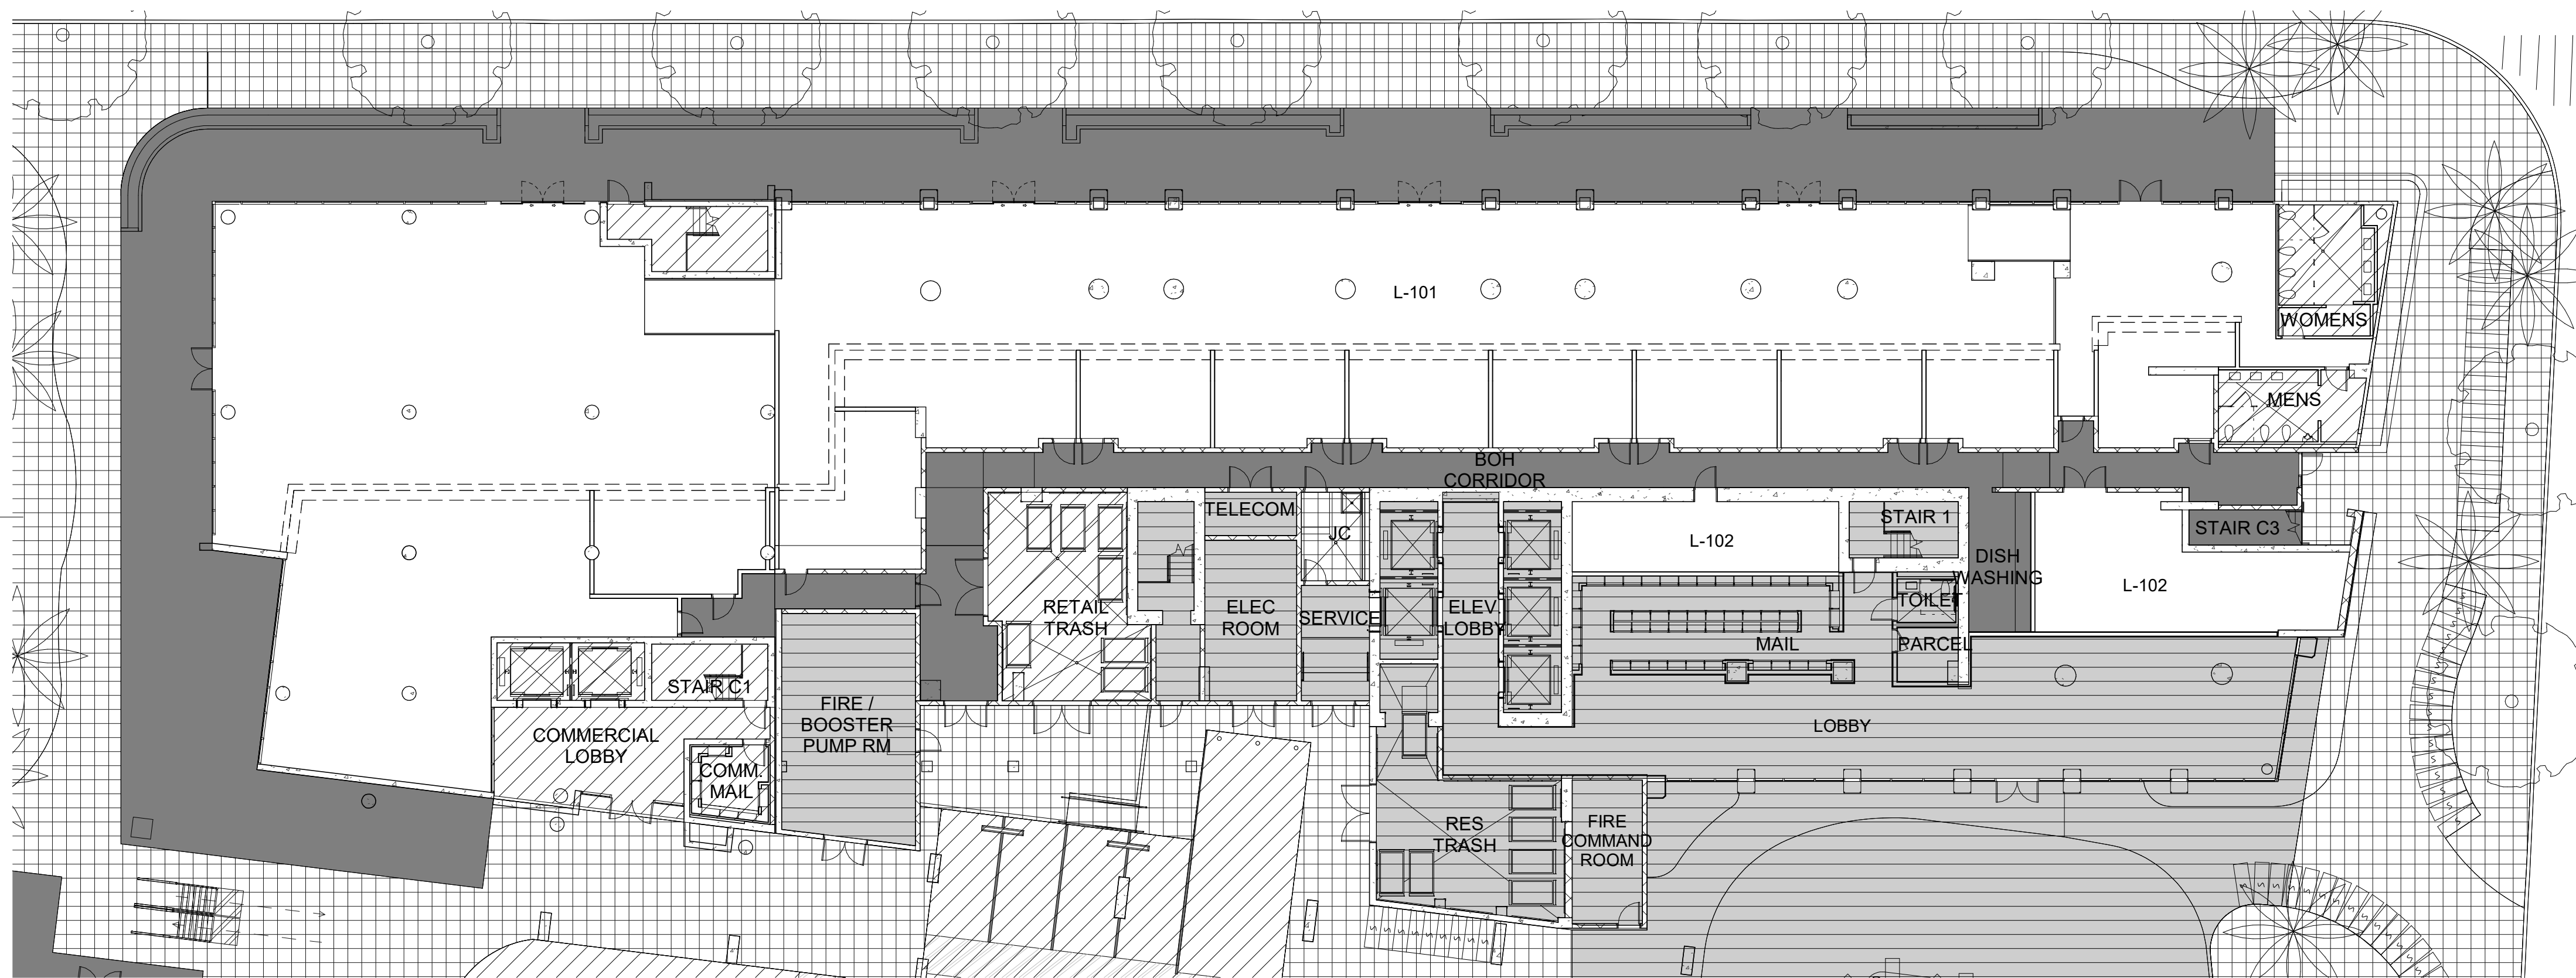 L-101
WOMENS
MENS
BOH
CORRIDOR
TELECOM
JC
L-102
STAIR 1
STAIR C3
DISH
WASHING
L-102
RETAIL
TRASH
ELEC
ROOM
SERVICE
ELEV.
LOBBY
TOILET
MAIL
PARCEL
STAIR C1
FIRE /
BOOSTER
PUMP RM
COMMERCIAL
LOBBY
COMM.
MAIL
LOBBY
RES
TRASH
FIRE
COMMAND
ROOM